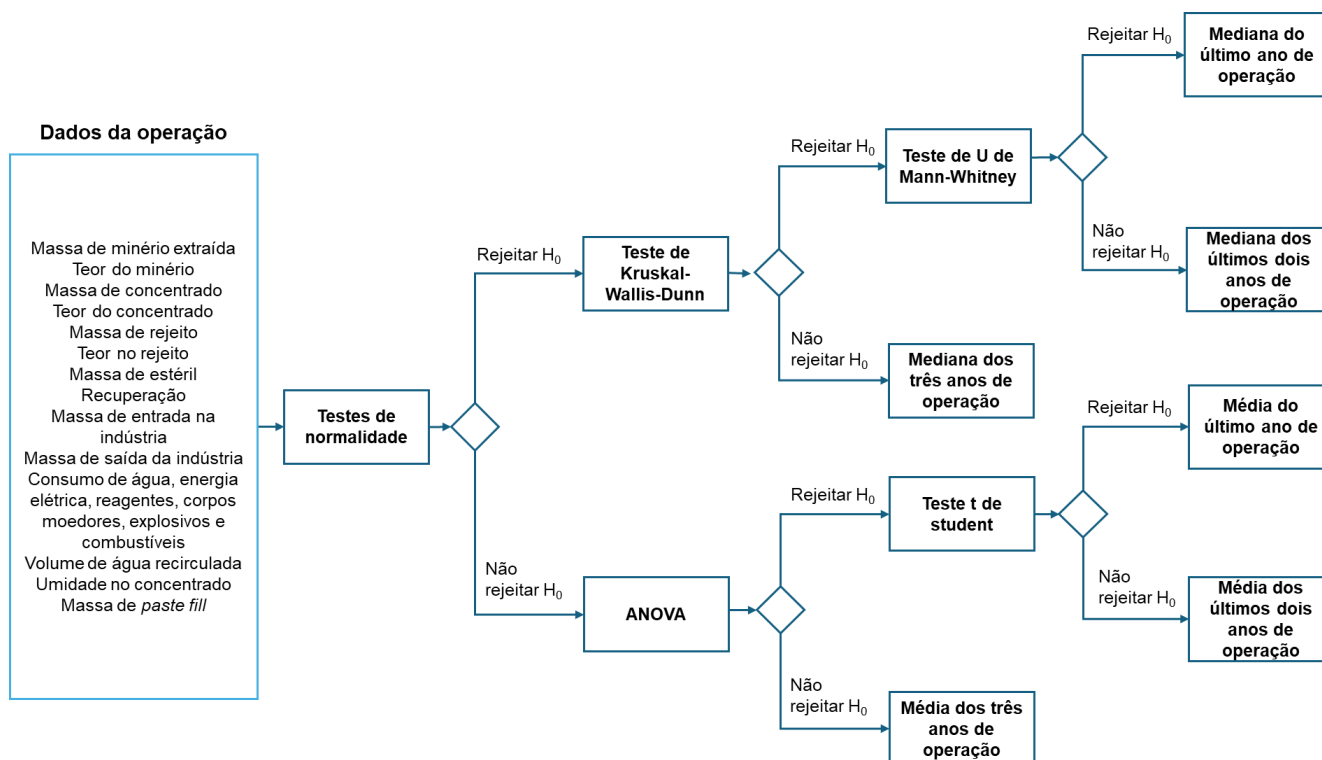 Dados da operação
Massa de minério extraída
Teor do minério
Massa de concentrado
Teor do concentrado
Massa de rejeito
Teor no rejeito
Massa de estéril
Recuperação
Massa de entrada na
indústria
Massa de saída da indústria
Consumo de água, energia
elétrica, reagentes, corpos
moedores, explosivos e
combustíveis
Volume de água recirculada
Umidade no concentrado
Massa de paste fill
Testes de
normalidade
Rejeitar H₀
Teste de
Kruskal-
Wallis-Dunn
Rejeitar H₀
Teste de U de
Mann-Whitney
Rejeitar H₀
Mediana do
último ano de
operação
Não
rejeitar H₀
Mediana dos
últimos dois
anos de
operação
Não
rejeitar H₀
Mediana dos
três anos de
operação
Não
rejeitar H₀
ANOVA
Rejeitar H₀
Teste t de
student
Rejeitar H₀
Média do
último ano de
operação
Não
rejeitar H₀
Média dos
últimos dois
anos de
operação
Não
rejeitar H₀
Média dos três
anos de
operação